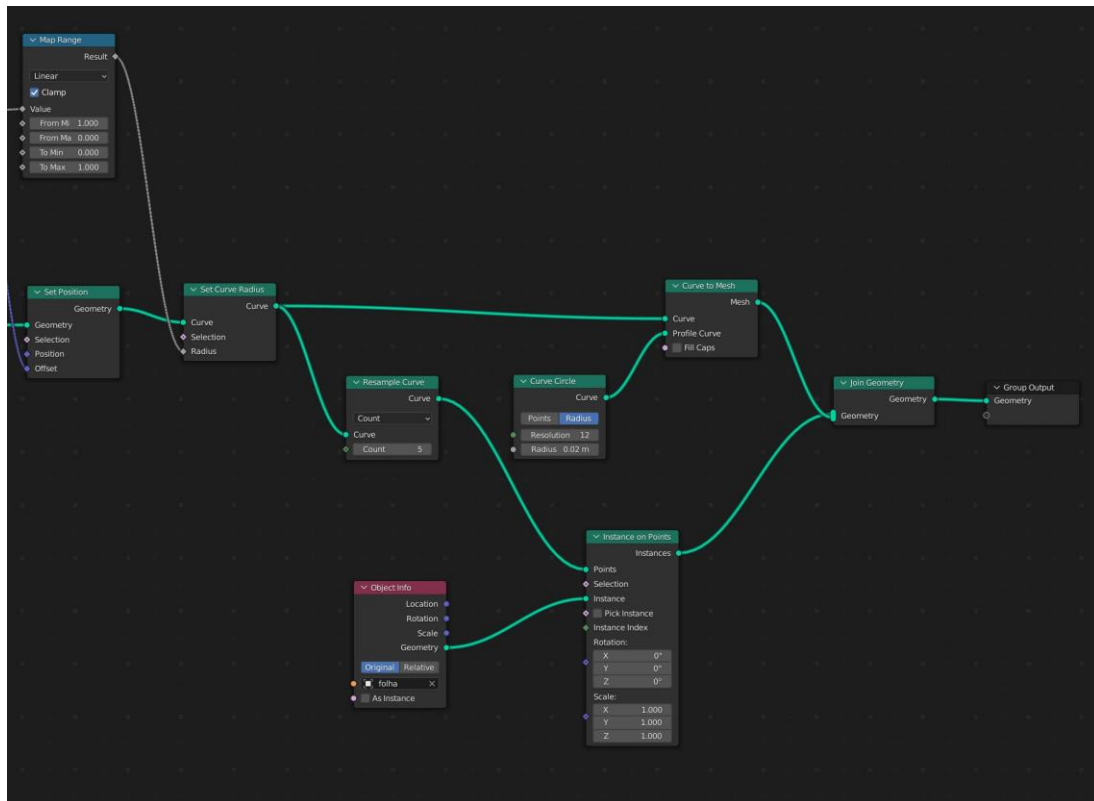 Map Range
Result
Linear
Clamp
Value
From Mi 1.000
From Ma 0.000
To Min 0.000
To Max 1.000
Set Position
Geometry
Geometry
Selection
Position
Offset
Set Curve Radius
Curve
Curve
Selection
Radius
Resample Curve
Curve
Count
Curve
Count 5
Curve Circle
Curve
Points Radius
Resolution 12
Radius 0.02 m
Curve to Mesh
Mesh
Curve
Profile Curve
Fill Caps
Join Geometry
Geometry
Geometry
Group Output
Geometry
Object Info
Location
Rotation
Scale
Geometry
Original Relative
folha
As Instance
Instance on Points
Instances
Points
Selection
Instance
Pick Instance
Instance Index
Rotation:
X 0°
Y 0°
Z 0°
Scale:
X 1.000
Y 1.000
Z 1.000